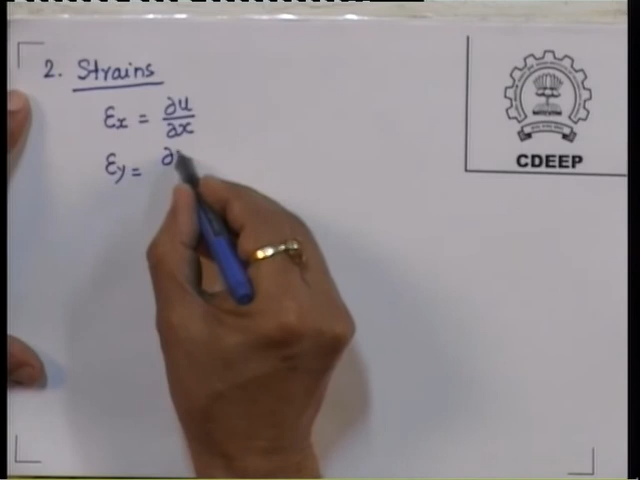 2. Strains
εx = ∂u/∂x
εy = ∂
CDEEP